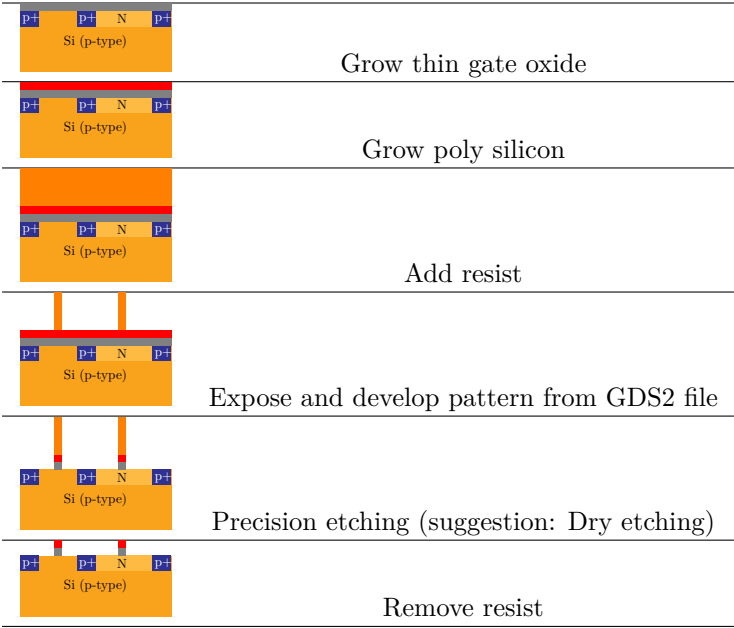 p+ p+ N p+
Si (p-type)
Grow thin gate oxide
p+ p+ N p+
Si (p-type)
Grow poly silicon
p+ p+ N p+
Si (p-type)
Add resist
p+ p+ N p+
Si (p-type)
Expose and develop pattern from GDS2 file
p+ p+ N p+
Si (p-type)
Precision etching (suggestion: Dry etching)
p+ p+ N p+
Si (p-type)
Remove resist